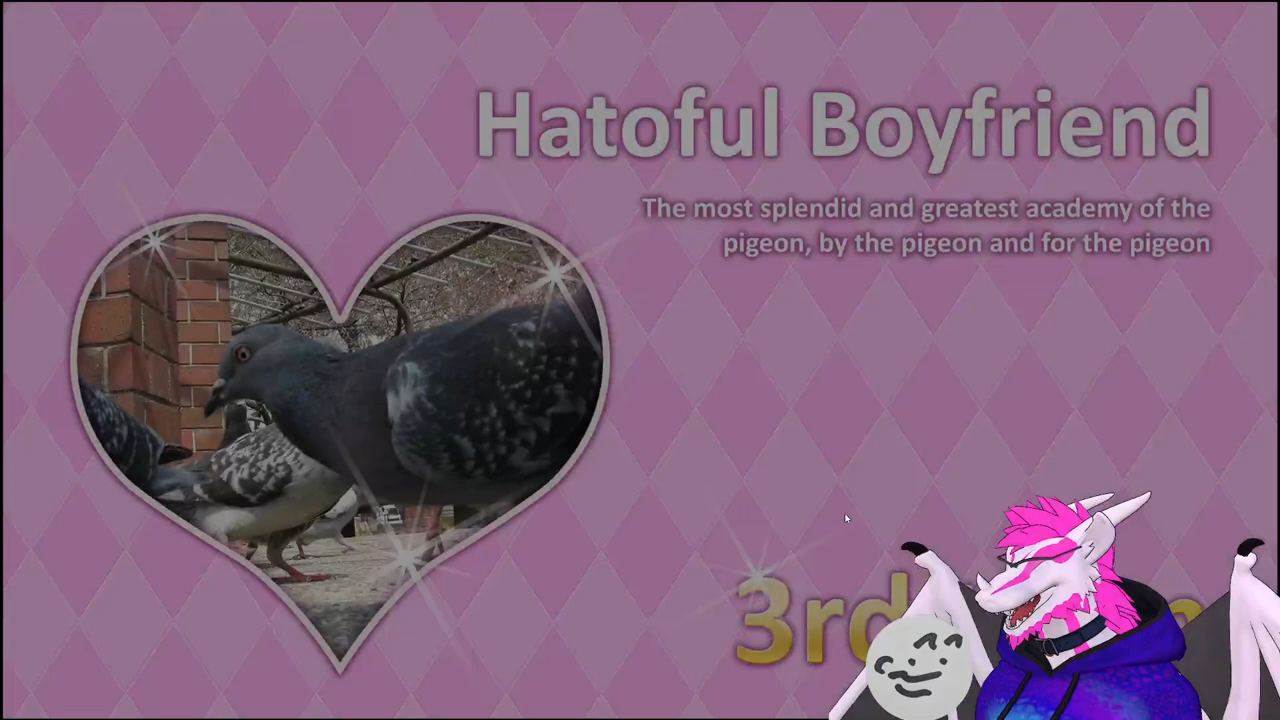 Hatoful Boyfriend
The most splendid and greatest academy of the
pigeon, by the pigeon and for the pigeon
3rd